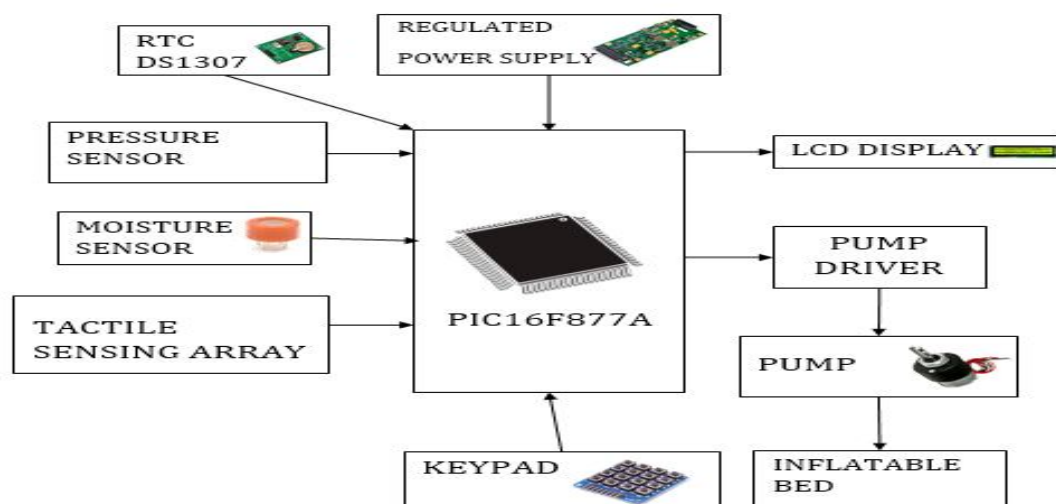 RTC
DS1307
REGULATED
POWER SUPPLY
PRESSURE
SENSOR
LCD DISPLAY
MOISTURE
SENSOR
PUMP
DRIVER
PIC16F877A
TACTILE
SENSING ARRAY
PUMP
KEYPAD
INFLATABLE
BED